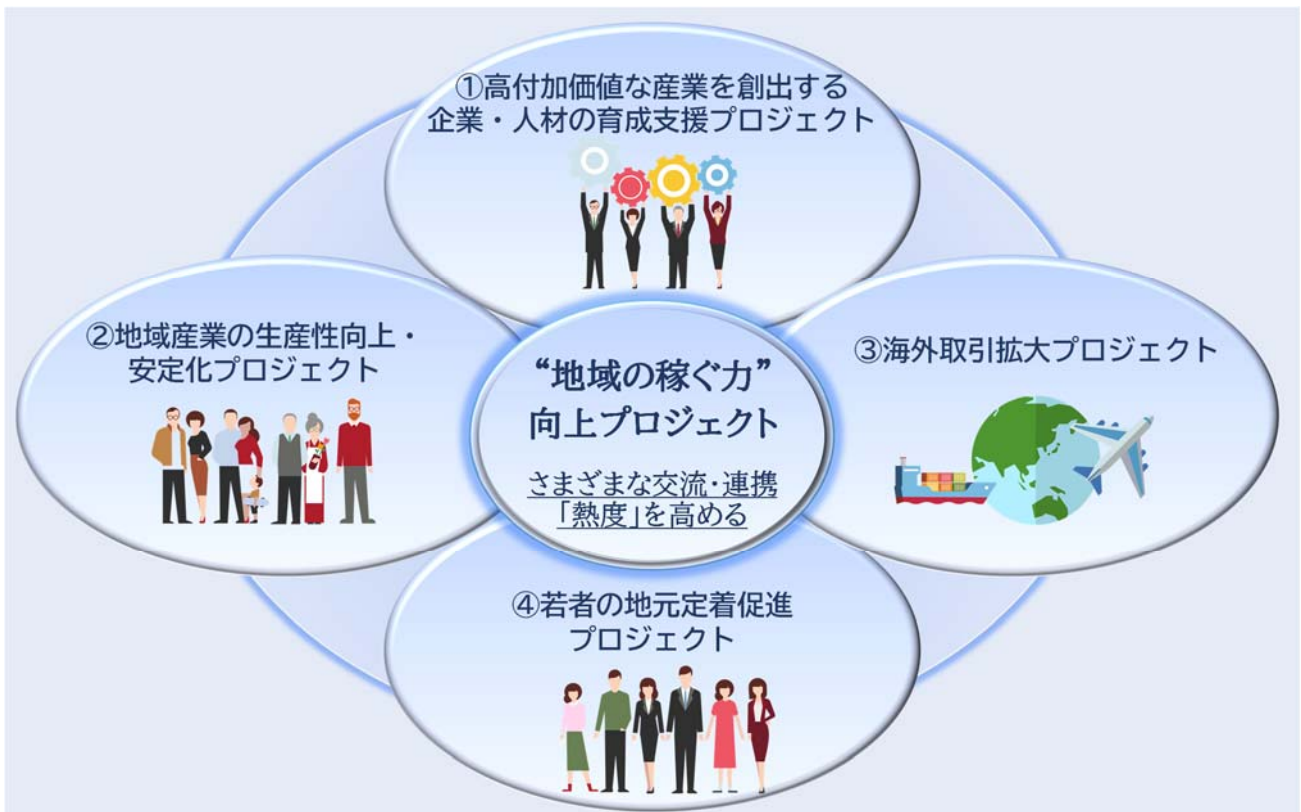 ①高付加価値な産業を創出する
企業・人材の育成支援プロジェクト
②地域産業の生産性向上・
安定化プロジェクト
“地域の稼ぐ力”
向上プロジェクト
さまざまな交流・連携
「熱度」を高める
③海外取引拡大プロジェクト
④若者の地元定着促進
プロジェクト